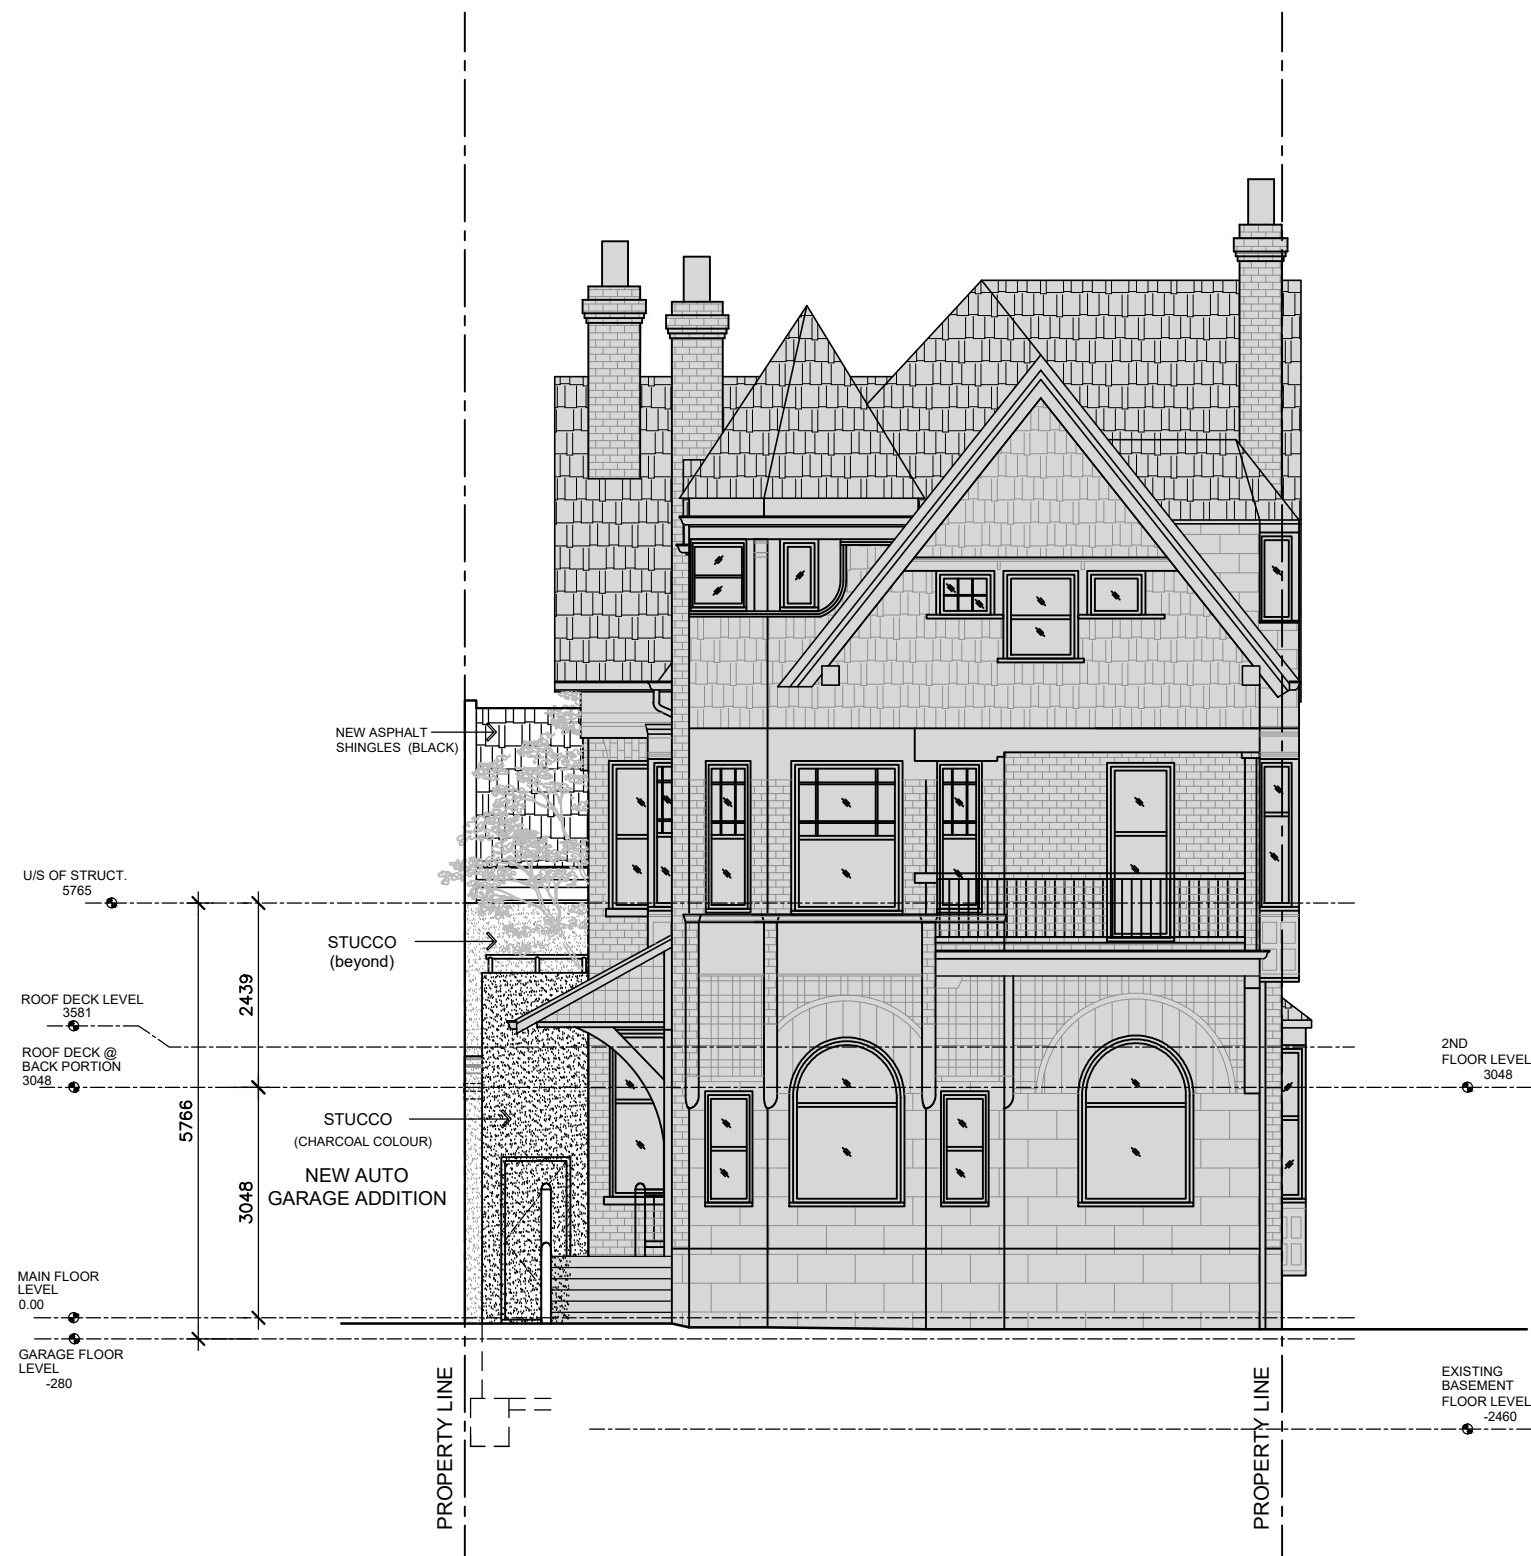 NEW ASPHALT
SHINGLES (BLACK)
U/S OF STRUCT.
5765
STUCCO
(beyond)
2439
ROOF DECK LEVEL
3581
ROOF DECK @
BACK PORTION
3048
2ND
FLOOR LEVEL
3048
5766
STUCCO
(CHARCOAL COLOUR)
NEW AUTO
GARAGE ADDITION
3048
MAIN FLOOR
LEVEL
0.00
GARAGE FLOOR
LEVEL
-280
PROPERTY LINE
PROPERTY LINE
EXISTING
BASEMENT
FLOOR LEVEL
-2460